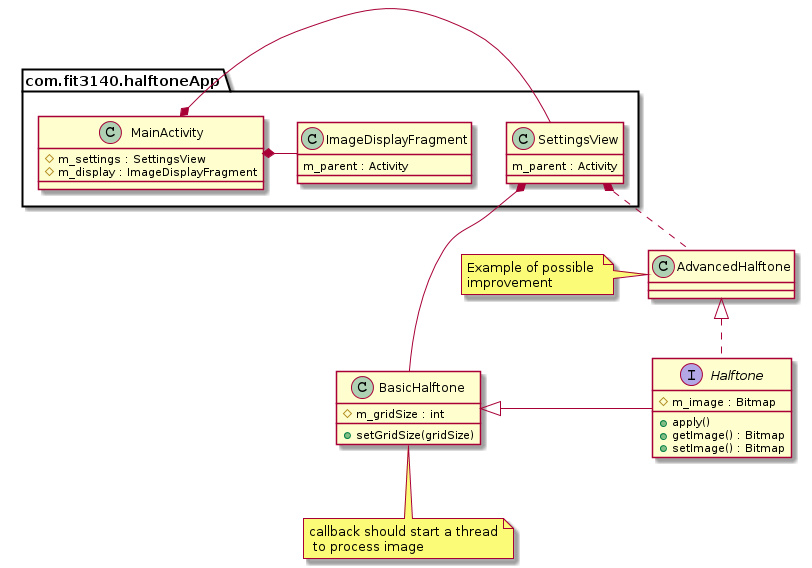 com.fit3140.halftoneApp
C MainActivity
m_settings : SettingsView
m_display : ImageDisplayFragment
C ImageDisplayFragment
m_parent : Activity
C SettingsView
m_parent : Activity
Example of possible
improvement
C AdvancedHalftone
C BasicHalftone
m_gridSize : int
setGridSize(gridSize)
I Halftone
m_image : Bitmap
apply()
getImage() : Bitmap
setImage() : Bitmap
callback should start a thread
to process image